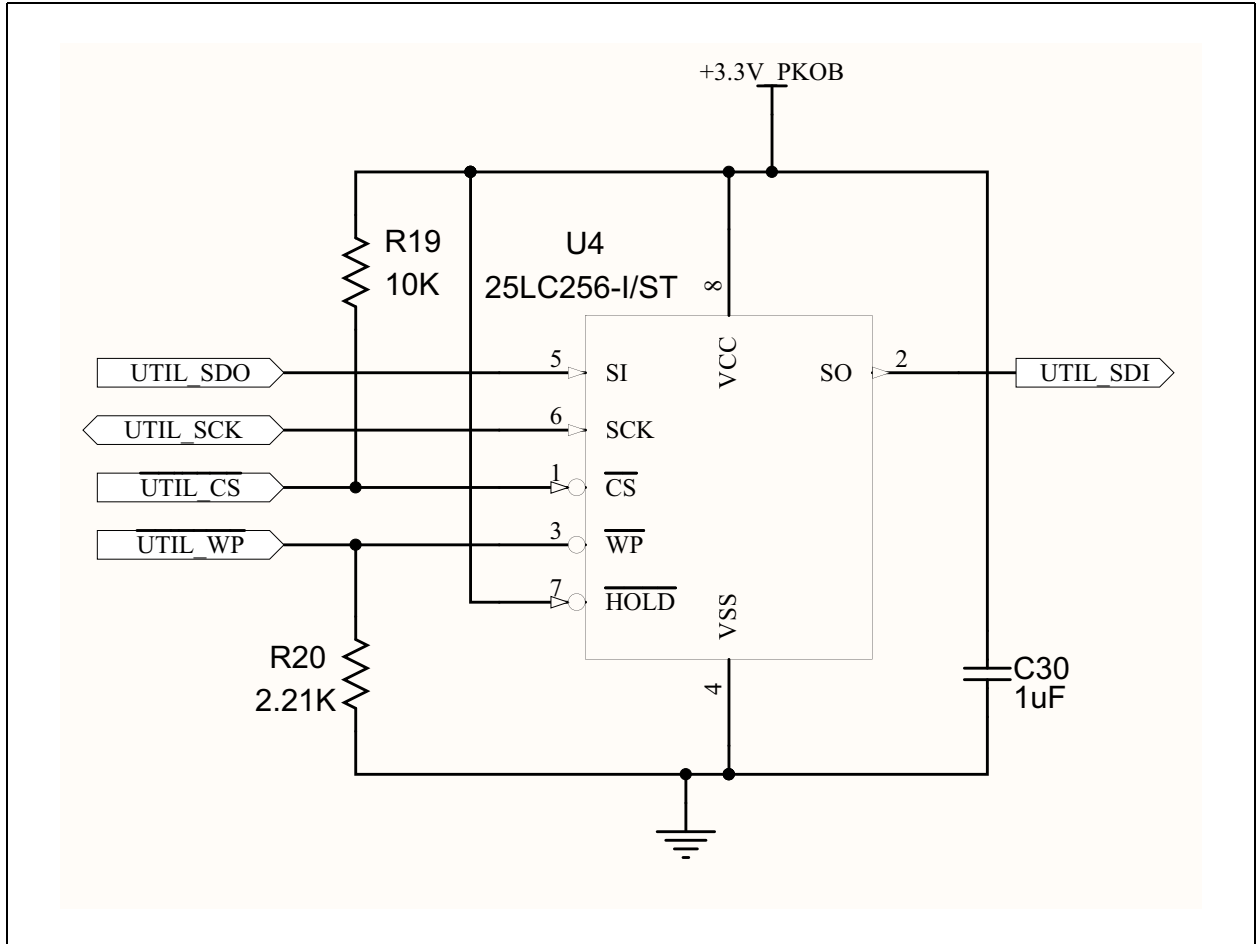 +3.3V_PKOB
R19
10K
U4
25LC256-I/ST
8
VCC
UTIL_SDO
5
SI
SO
2
UTIL_SDI
UTIL_SCK
6
SCK
UTIL_CS
1
CS
UTIL_WP
3
WP
7
HOLD
VSS
4
R20
2.21K
C30
1uF